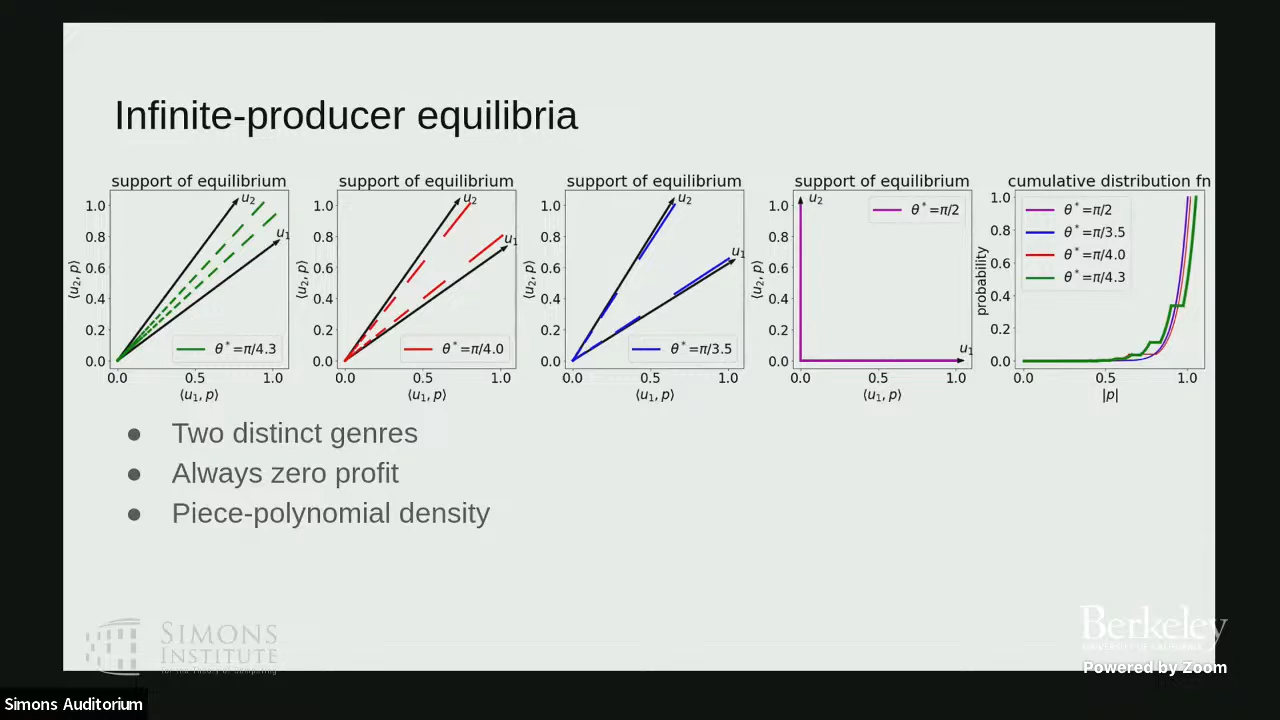 Infinite-producer equilibria
support of equilibrium
1.0
0.8
0.6
0.4
0.2
0.0
0.0 0.5 1.0
⟨u₂, p⟩
⟨u₁, p⟩
u₂
u₁
θ*=π/4.3
support of equilibrium
1.0
0.8
0.6
0.4
0.2
0.0
0.0 0.5 1.0
⟨u₂, p⟩
⟨u₁, p⟩
u₂
u₁
θ*=π/4.0
support of equilibrium
1.0
0.8
0.6
0.4
0.2
0.0
0.0 0.5 1.0
⟨u₂, p⟩
⟨u₁, p⟩
u₂
u₁
θ*=π/3.5
support of equilibrium
1.0
0.8
0.6
0.4
0.2
0.0
0.0 0.5 1.0
⟨u₂, p⟩
⟨u₁, p⟩
u₂
u₁
θ*=π/2
cumulative distribution fn
1.0
0.8
0.6
0.4
0.2
0.0
0.0 0.5 1.0
probability
|p|
θ*=π/2
θ*=π/3.5
θ*=π/4.0
θ*=π/4.3
● Two distinct genres
● Always zero profit
● Piece-polynomial density
SIMONS
INSTITUTE
for the Theory of Computing
Berkeley
UNIVERSITY OF CALIFORNIA
Powered by Zoom
Simons Auditorium